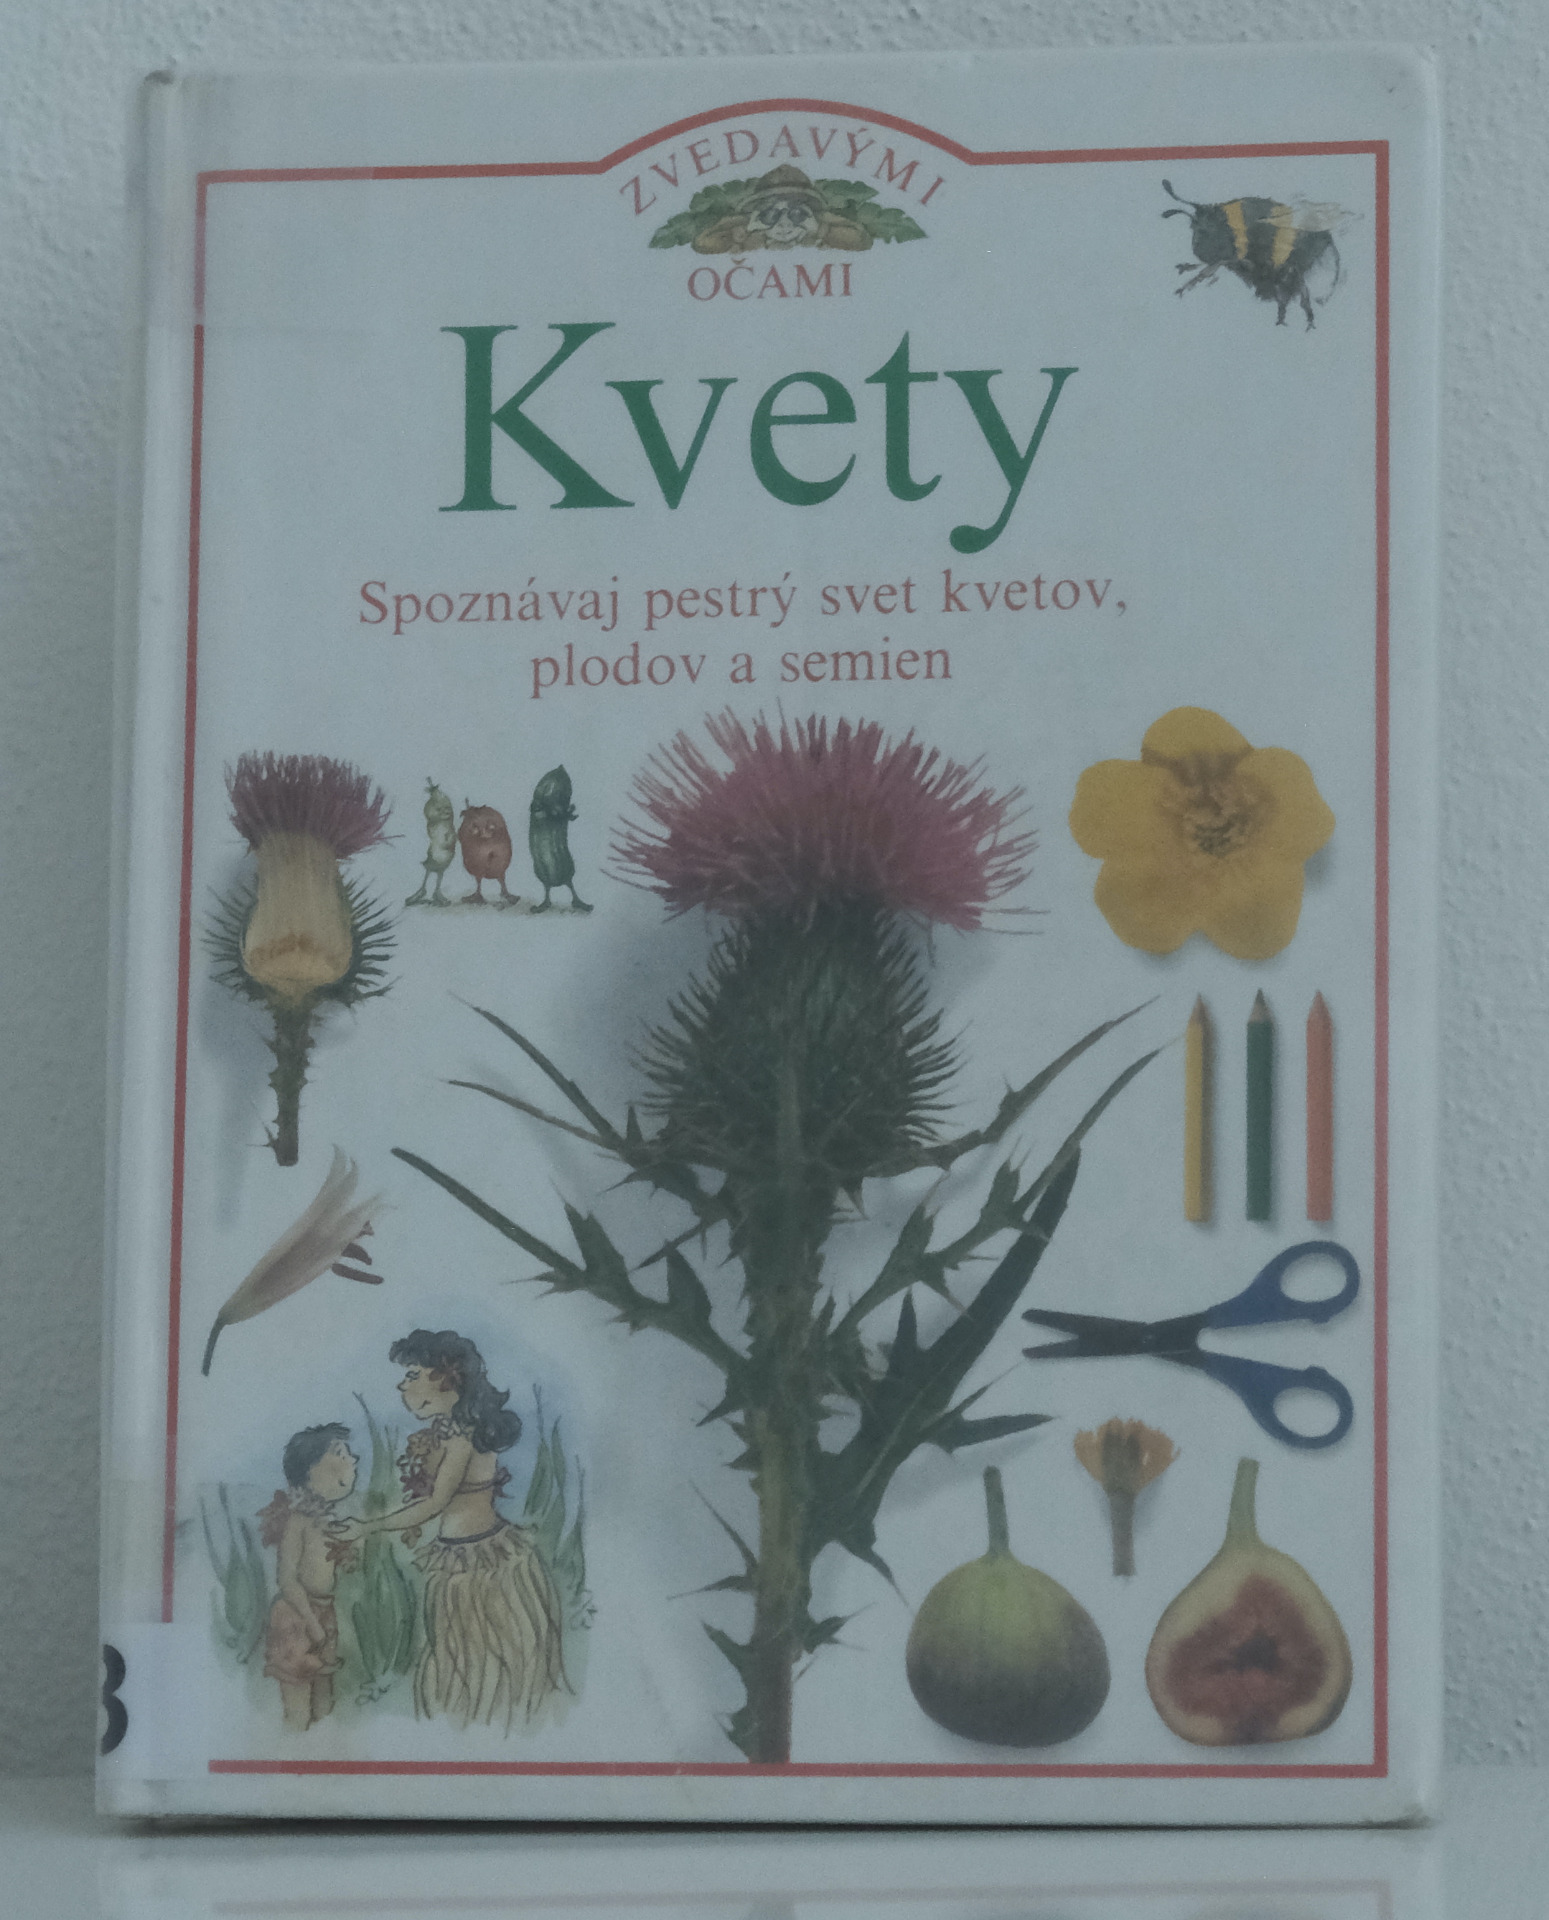 ZVEDAVÝMI
OČAMI
Kvety
Spoznávaj pestrý svet kvetov,
plodov a semien